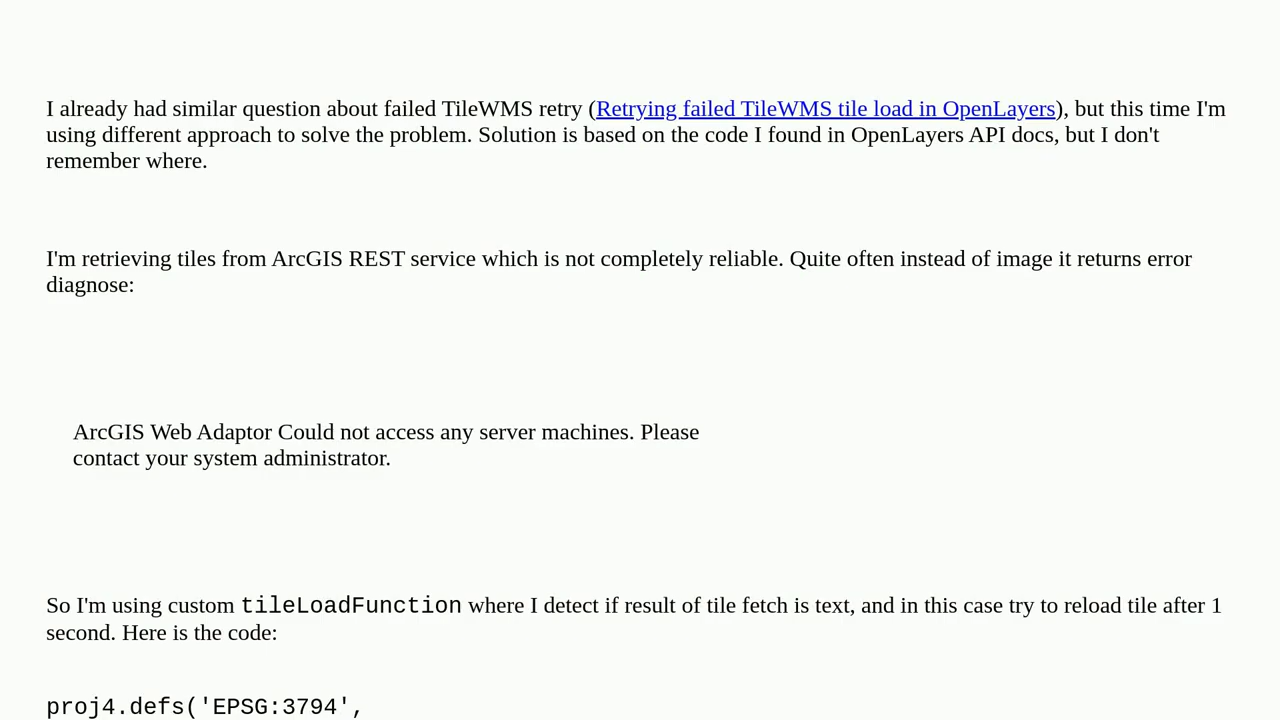 I already had similar question about failed TileWMS retry (Retrying failed TileWMS tile load in OpenLayers), but this time I'm
using different approach to solve the problem. Solution is based on the code I found in OpenLayers API docs, but I don't
remember where.
I'm retrieving tiles from ArcGIS REST service which is not completely reliable. Quite often instead of image it returns error
diagnose:
ArcGIS Web Adaptor Could not access any server machines. Please
contact your system administrator.
So I'm using custom tileLoadFunction where I detect if result of tile fetch is text, and in this case try to reload tile after 1
second. Here is the code:
proj4.defs('EPSG:3794',